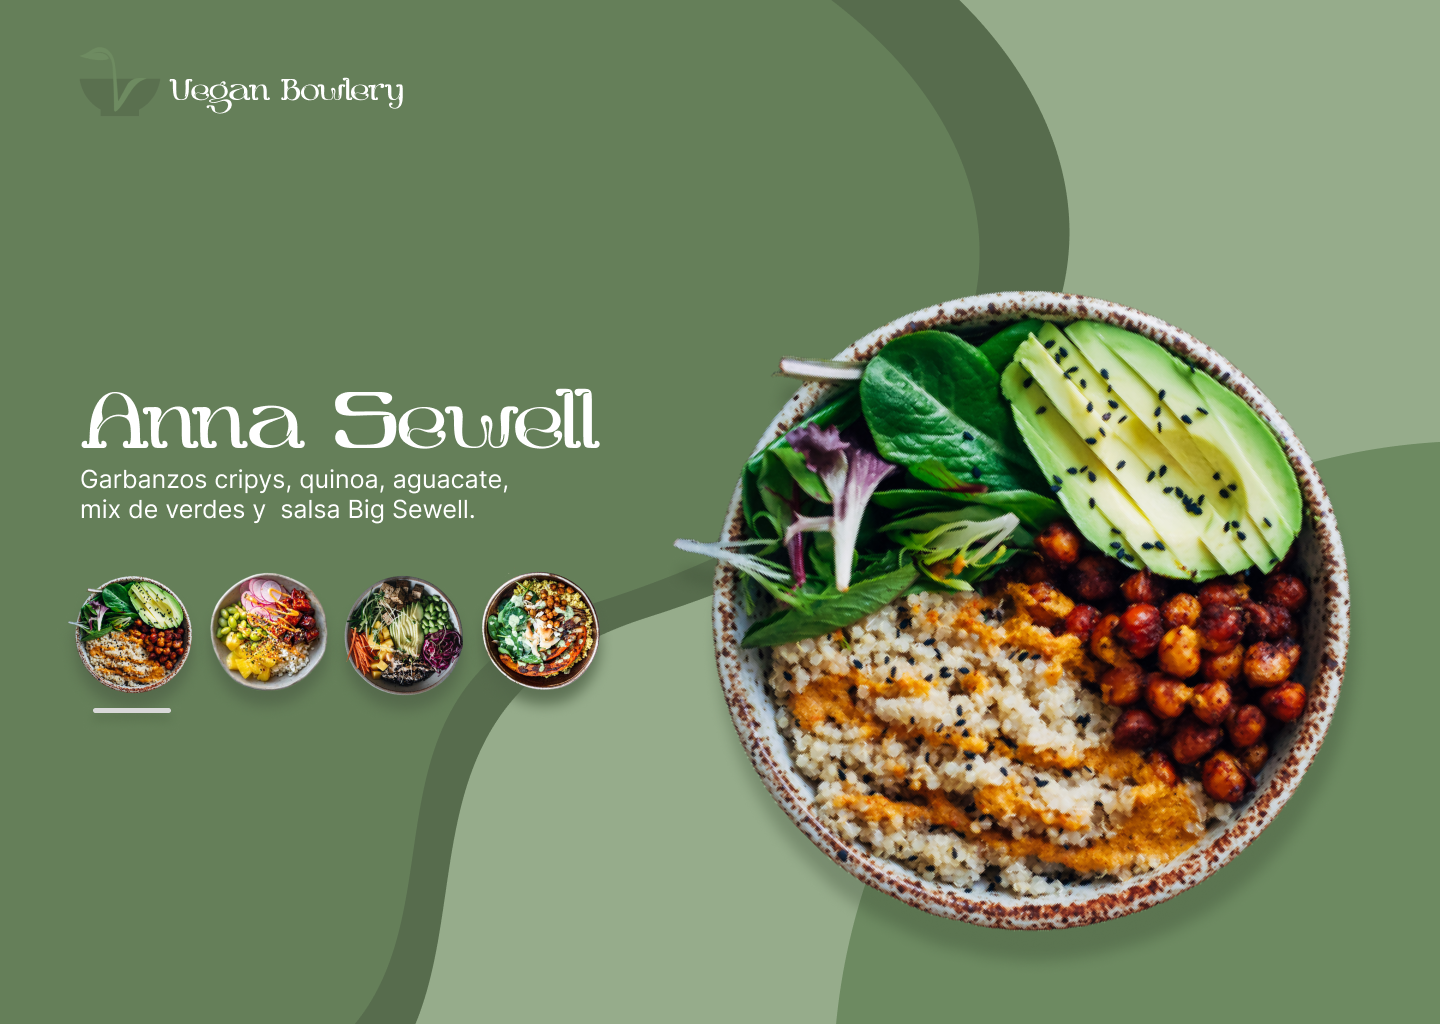 Vegan Bowlery
Anna Sewell
Garbanzos cripys, quinoa, aguacate,
mix de verdes y  salsa Big Sewell.